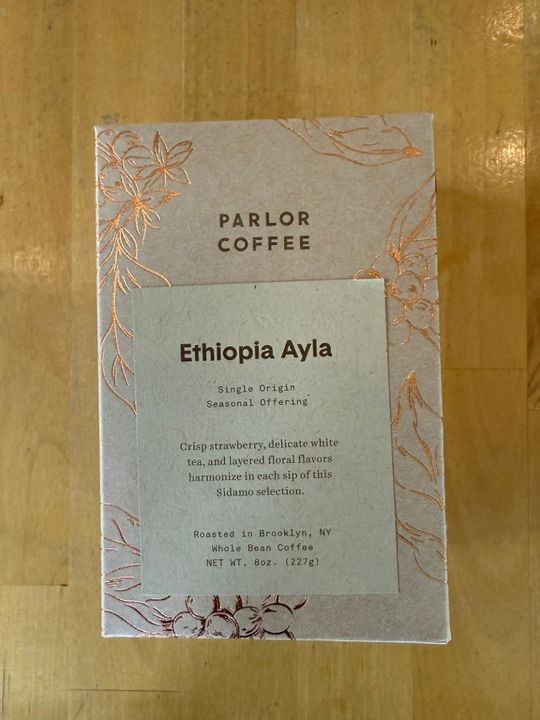 PARLOR
COFFEE
Ethiopia Ayla
Single Origin
Seasonal Offering
Crisp strawberry, delicate white
tea, and layered floral flavors
harmonize in each sip of this
Sidamo selection.
Roasted in Brooklyn, NY
Whole Bean Coffee
NET WT. 8oz. (227g)